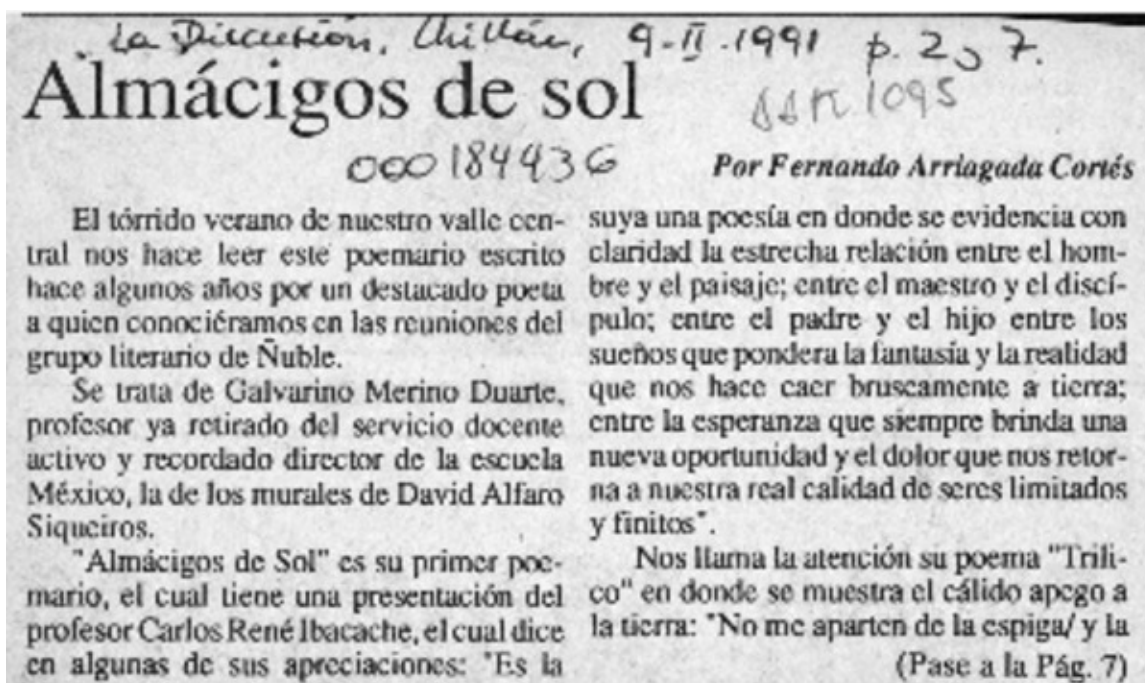 La Discusión, Chillán, 9-II-1991 p. 2 y 7.
Almácigos de sol
AAK 1095
000184436
Por Fernando Arriagada Cortés
El tórrido verano de nuestro valle cen-
tral nos hace leer este poemario escrito
hace algunos años por un destacado poeta
a quien conociéramos en las reuniones del
grupo literario de Ñuble.
Se trata de Galvarino Merino Duarte,
profesor ya retirado del servicio docente
activo y recordado director de la escuela
México, la de los murales de David Alfaro
Siqueiros.
"Almácigos de Sol" es su primer poe-
mario, el cual tiene una presentación del
profesor Carlos René Ibacache, el cual dice
en algunas de sus apreciaciones: "Es la
suya una poesía en donde se evidencia con
claridad la estrecha relación entre el hom-
bre y el paisaje; entre el maestro y el discí-
pulo; entre el padre y el hijo entre los
sueños que pondera la fantasía y la realidad
que nos hace caer bruscamente a tierra;
entre la esperanza que siempre brinda una
nueva oportunidad y el dolor que nos retor-
na a nuestra real calidad de seres limitados
y finitos".
Nos llama la atención su poema "Trili-
co" en donde se muestra el cálido apego a
la tierra: "No me aparten de la espiga/ y la
(Pase a la Pág. 7)